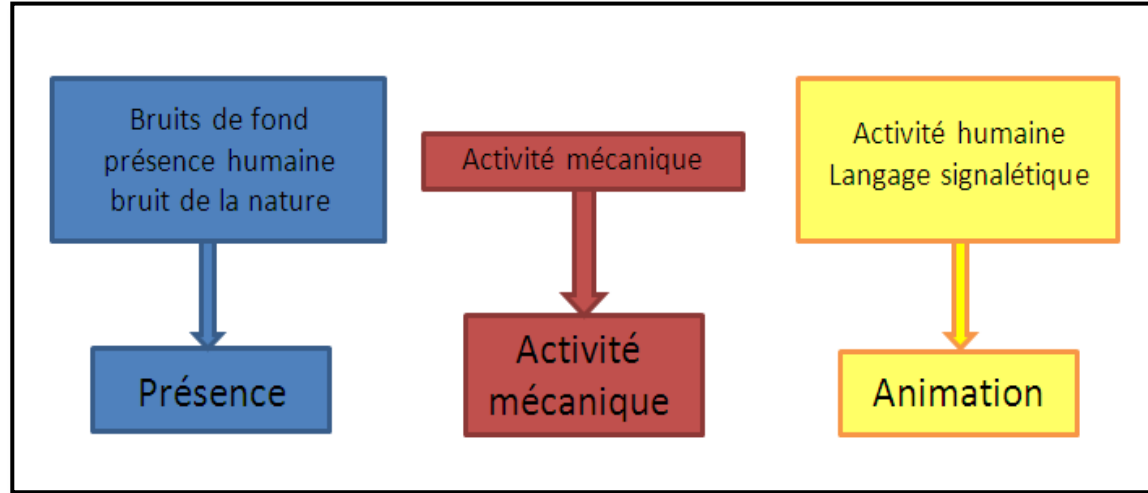 Bruits de fond
présence humaine
bruit de la nature
Présence
Activité mécanique
Activité
mécanique
Activité humaine
Langage signalétique
Animation